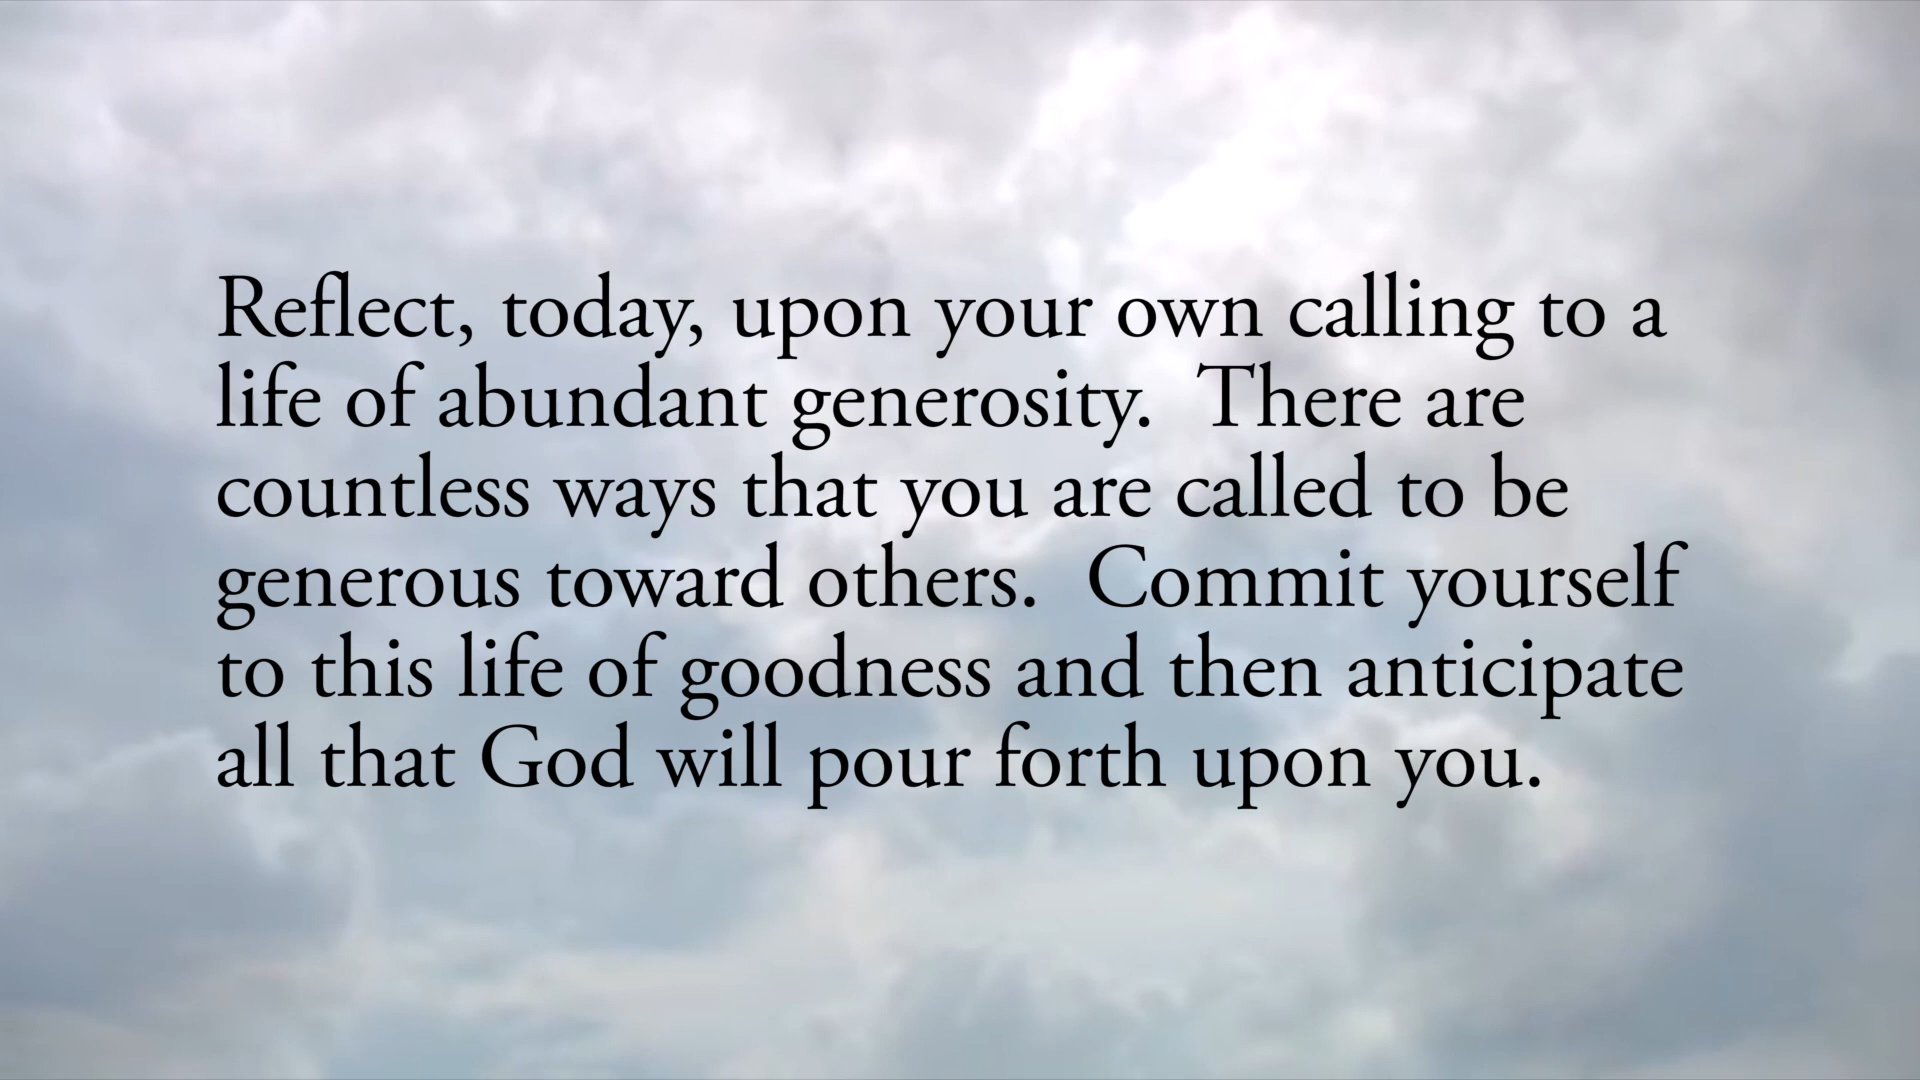 Reflect, today, upon your own calling to a
life of abundant generosity.  There are
countless ways that you are called to be
generous toward others.  Commit yourself
to this life of goodness and then anticipate
all that God will pour forth upon you.